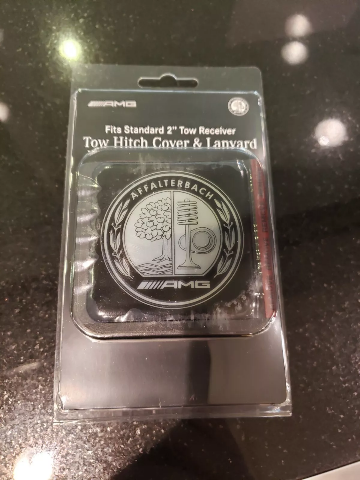 AMG
Fits Standard 2" Tow Receiver
Tow Hitch Cover & Lanyard
AFFALTERBACH
AMG